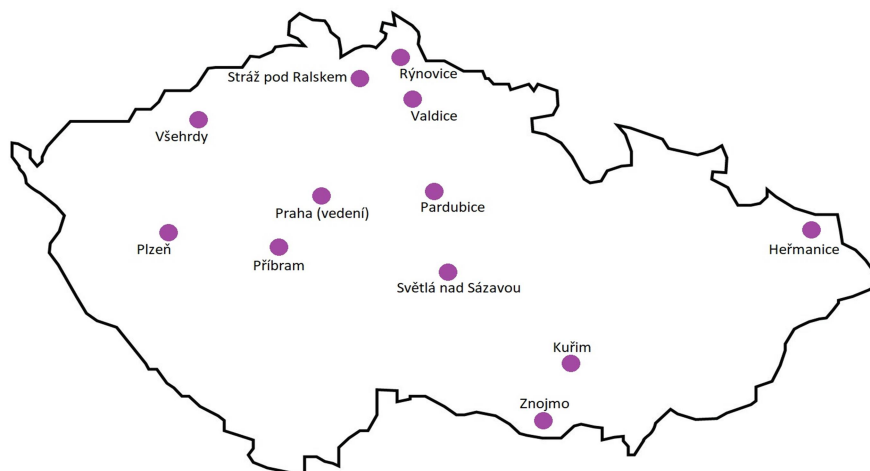 Rýnovice
Stráž pod Ralskem
Valdice
Všehrdy
Praha (vedení)
Pardubice
Plzeň
Příbram
Heřmanice
Světlá nad Sázavou
Kuřim
Znojmo